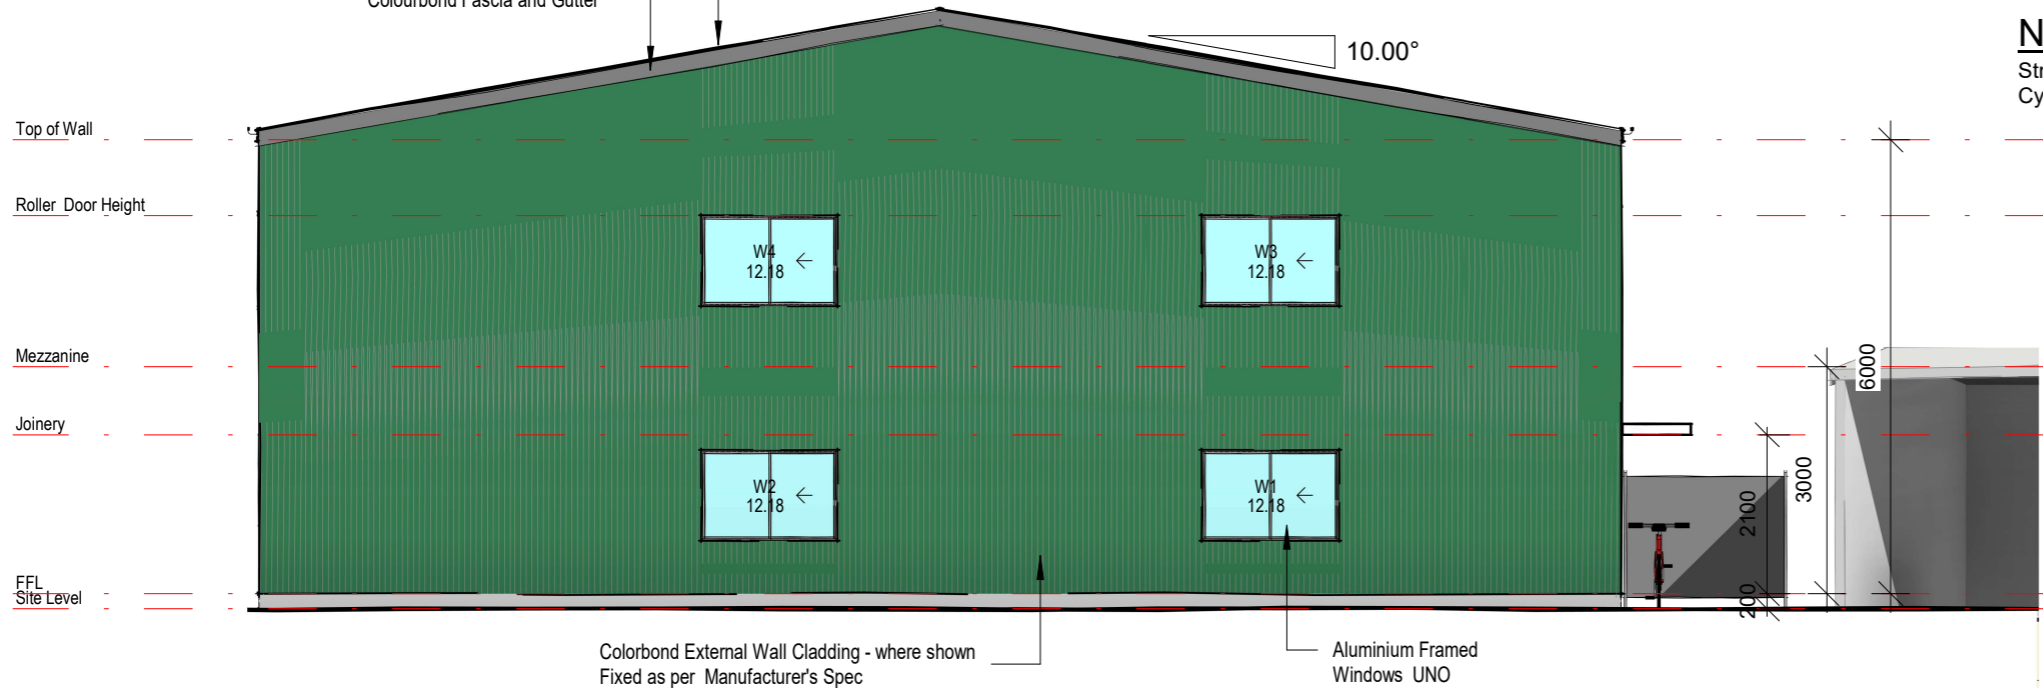 Colourbond Fascia and Gutter
10.00°
Top of Wall
Roller Door Height
W4
12.18
W3
12.18
Mezzanine
6000
Joinery
W2
12.18
W1
12.18
2100
3000
FFL
Site Level
200
Colorbond External Wall Cladding - where shown
Fixed as per Manufacturer's Spec
Aluminium Framed
Windows UNO